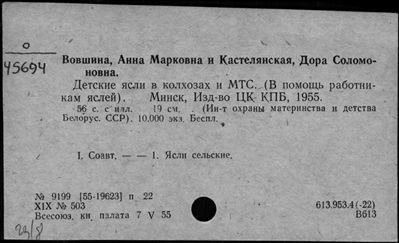 О
45694
Вовшина, Анна Марковна и Кастелянская, Дора Соломо-
новна.
Детские ясли в колхозах и МТС. (В помощь работни-
кам яслей). Минск, Изд-во ЦК КПБ, 1955.
56 с. с илл. 19 см. . (Ин-т охраны материнства и детства
Белорус. ССР). 10.000 экз. Беспл.
1. Соавт. — — 1. Ясли сельские.
№ 9199 [55-19623] п 22
XIX № 503
613.953.4(-22)
Всесоюз. кн. палата 7 V 55
В613
23/8